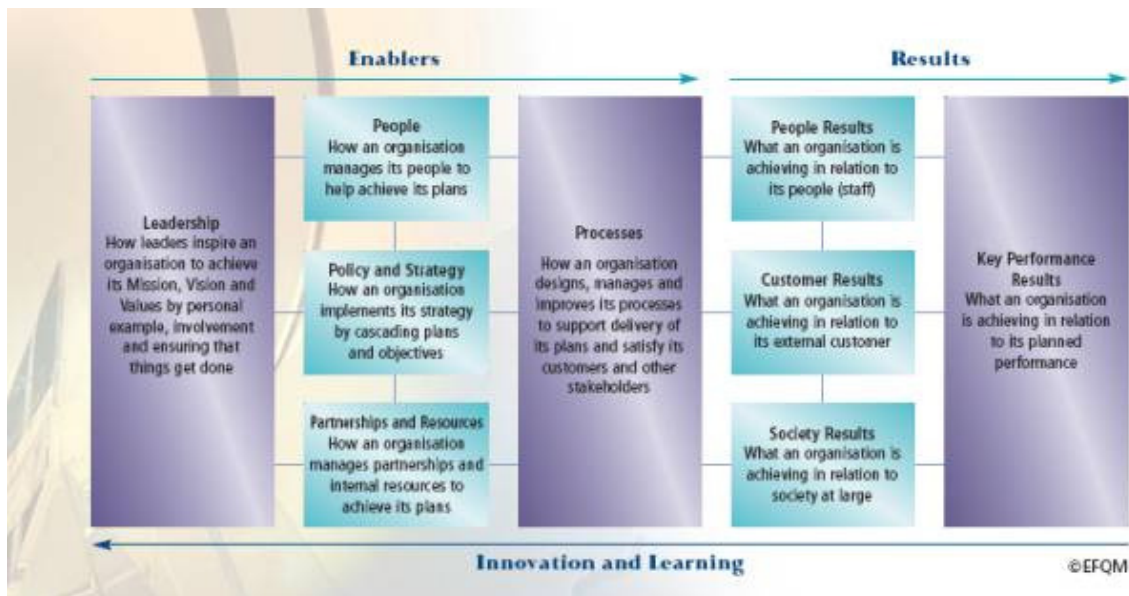 Enablers
Results
Leadership
How leaders inspire an
organisation to achieve
its Mission, Vision and
Values by personal
example, involvement
and ensuring that
things get done
People
How an organisation
manages its people to
help achieve its plans
Policy and Strategy
How an organisation
implements its strategy
by cascading plans
and objectives
Partnerships and Resources
How an organisation
manages partnerships and
internal resources to
achieve its plans
Processes
How an organisation
designs, manages and
improves its processes
to support delivery of
its plans and satisfy its
customers and other
stakeholders
People Results
What an organisation is
achieving in relation to
its people (staff)
Customer Results
What an organisation is
achieving in relation to
its external customer
Society Results
What an organisation is
achieving in relation to
society at large
Key Performance
Results
What an organisation
is achieving in relation
to its planned
performance
Innovation and Learning
©EFQM